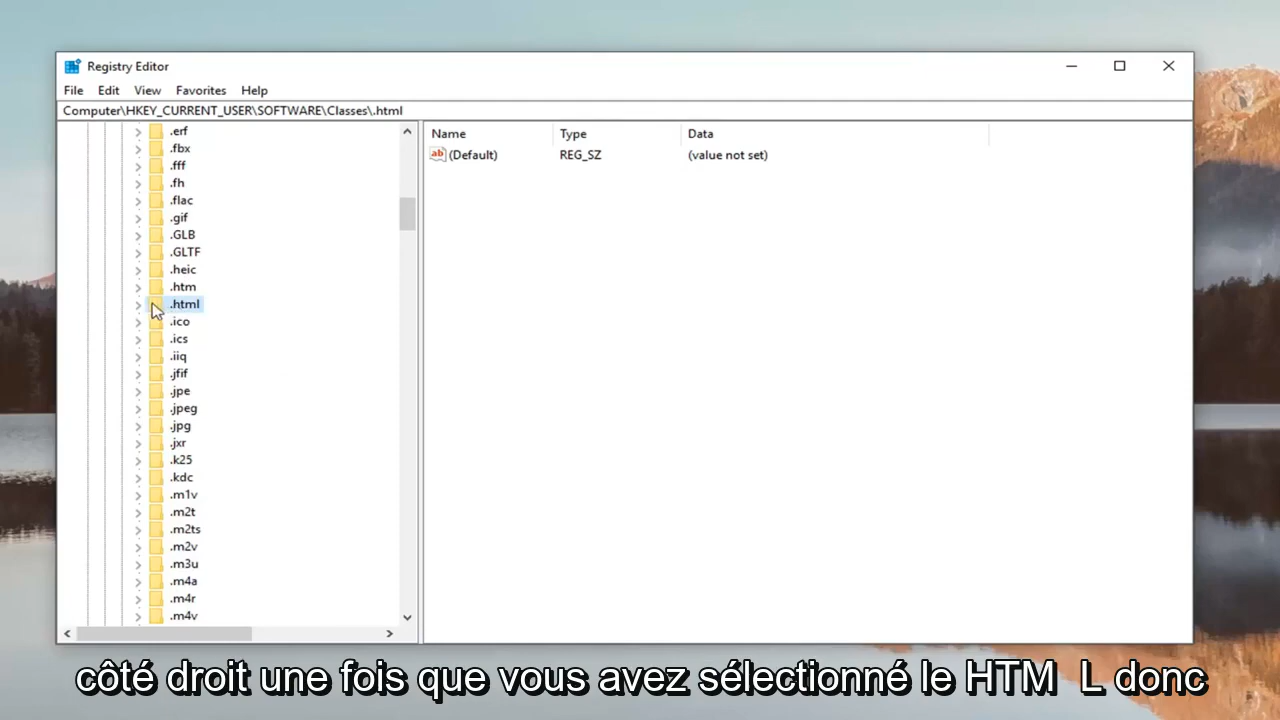 Registry Editor
File Edit View Favorites Help
Computer\HKEY_CURRENT_USER\SOFTWARE\Classes\.html
.erf
.fbx
.fff
.fh
.flac
.gif
.GLB
.GLTF
.heic
.htm
.html
.ico
.ics
.iiq
.jfif
.jpe
.jpeg
.jpg
.jxr
.k25
.kdc
.m1v
.m2t
.m2ts
.m2v
.m3u
.m4a
.m4r
.m4v
Name Type Data
ab (Default) REG_SZ (value not set)
côté droit une fois que vous avez sélectionné le HTM L donc